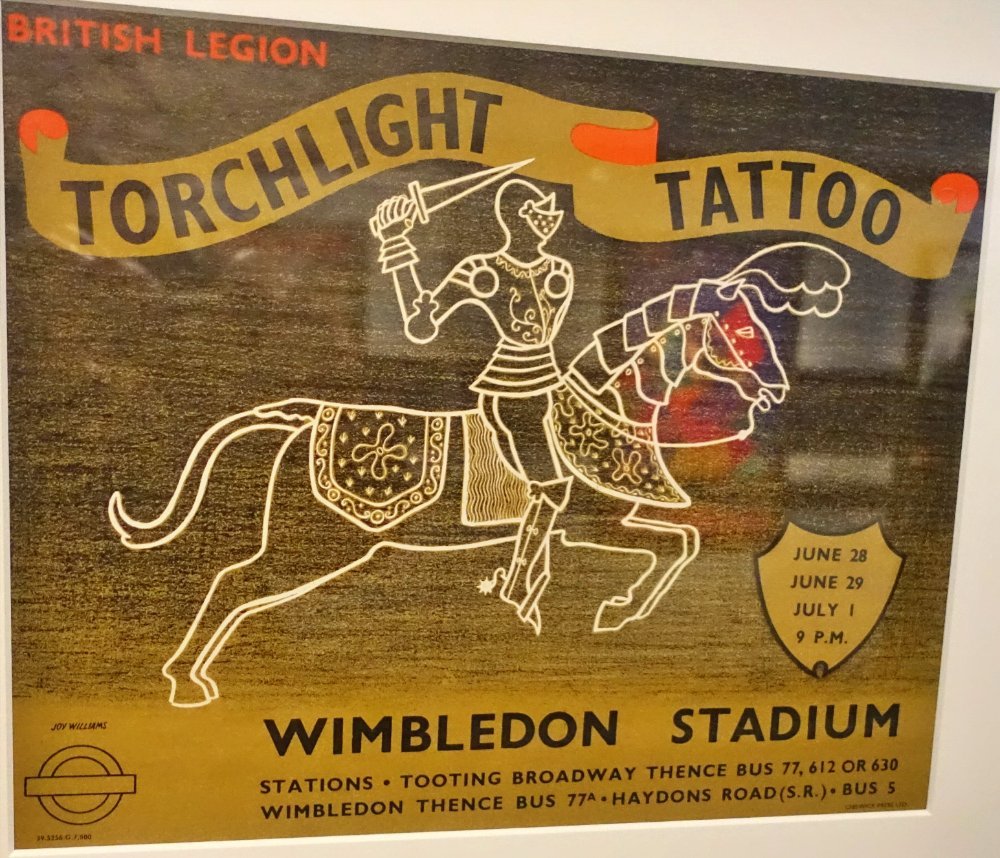 BRITISH LEGION
TORCHLIGHT TATTOO
JUNE 28
JUNE 29
JULY 1
9 P.M.
JOY WILLIAMS
WIMBLEDON STADIUM
STATIONS • TOOTING BROADWAY THENCE BUS 77, 612 OR 630
WIMBLEDON THENCE BUS 77A • HAYDONS ROAD (S.R.) • BUS 5